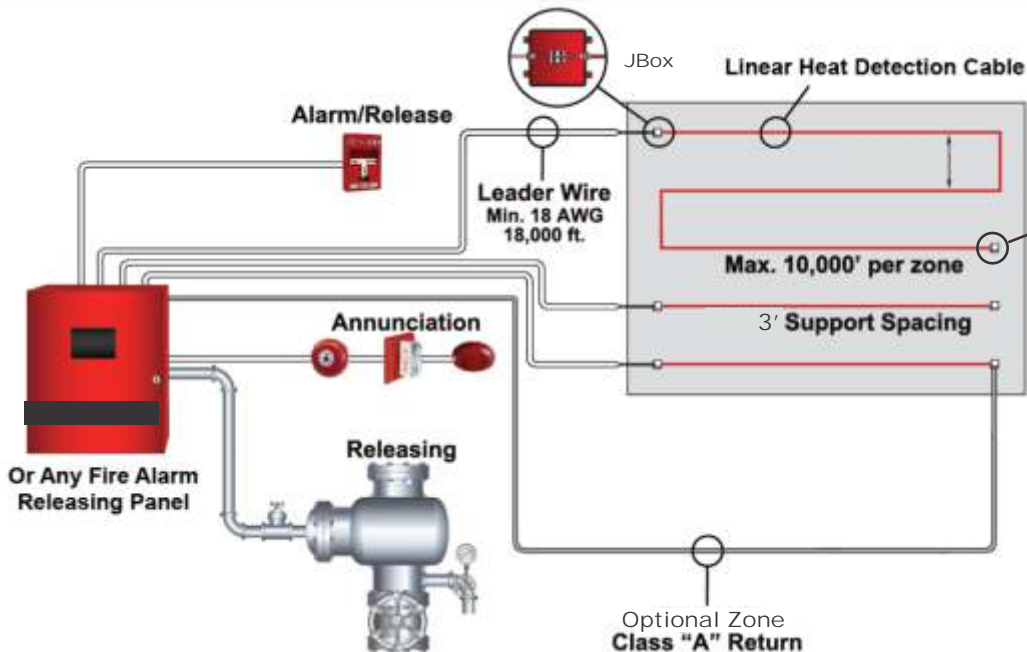 JBox
Linear Heat Detection Cable
Alarm/Release
Leader Wire
Min. 18 AWG
18,000 ft.
Max. 10,000' per zone
Annunciation
3' Support Spacing
Releasing
Or Any Fire Alarm
Releasing Panel
Optional Zone
Class “A” Return